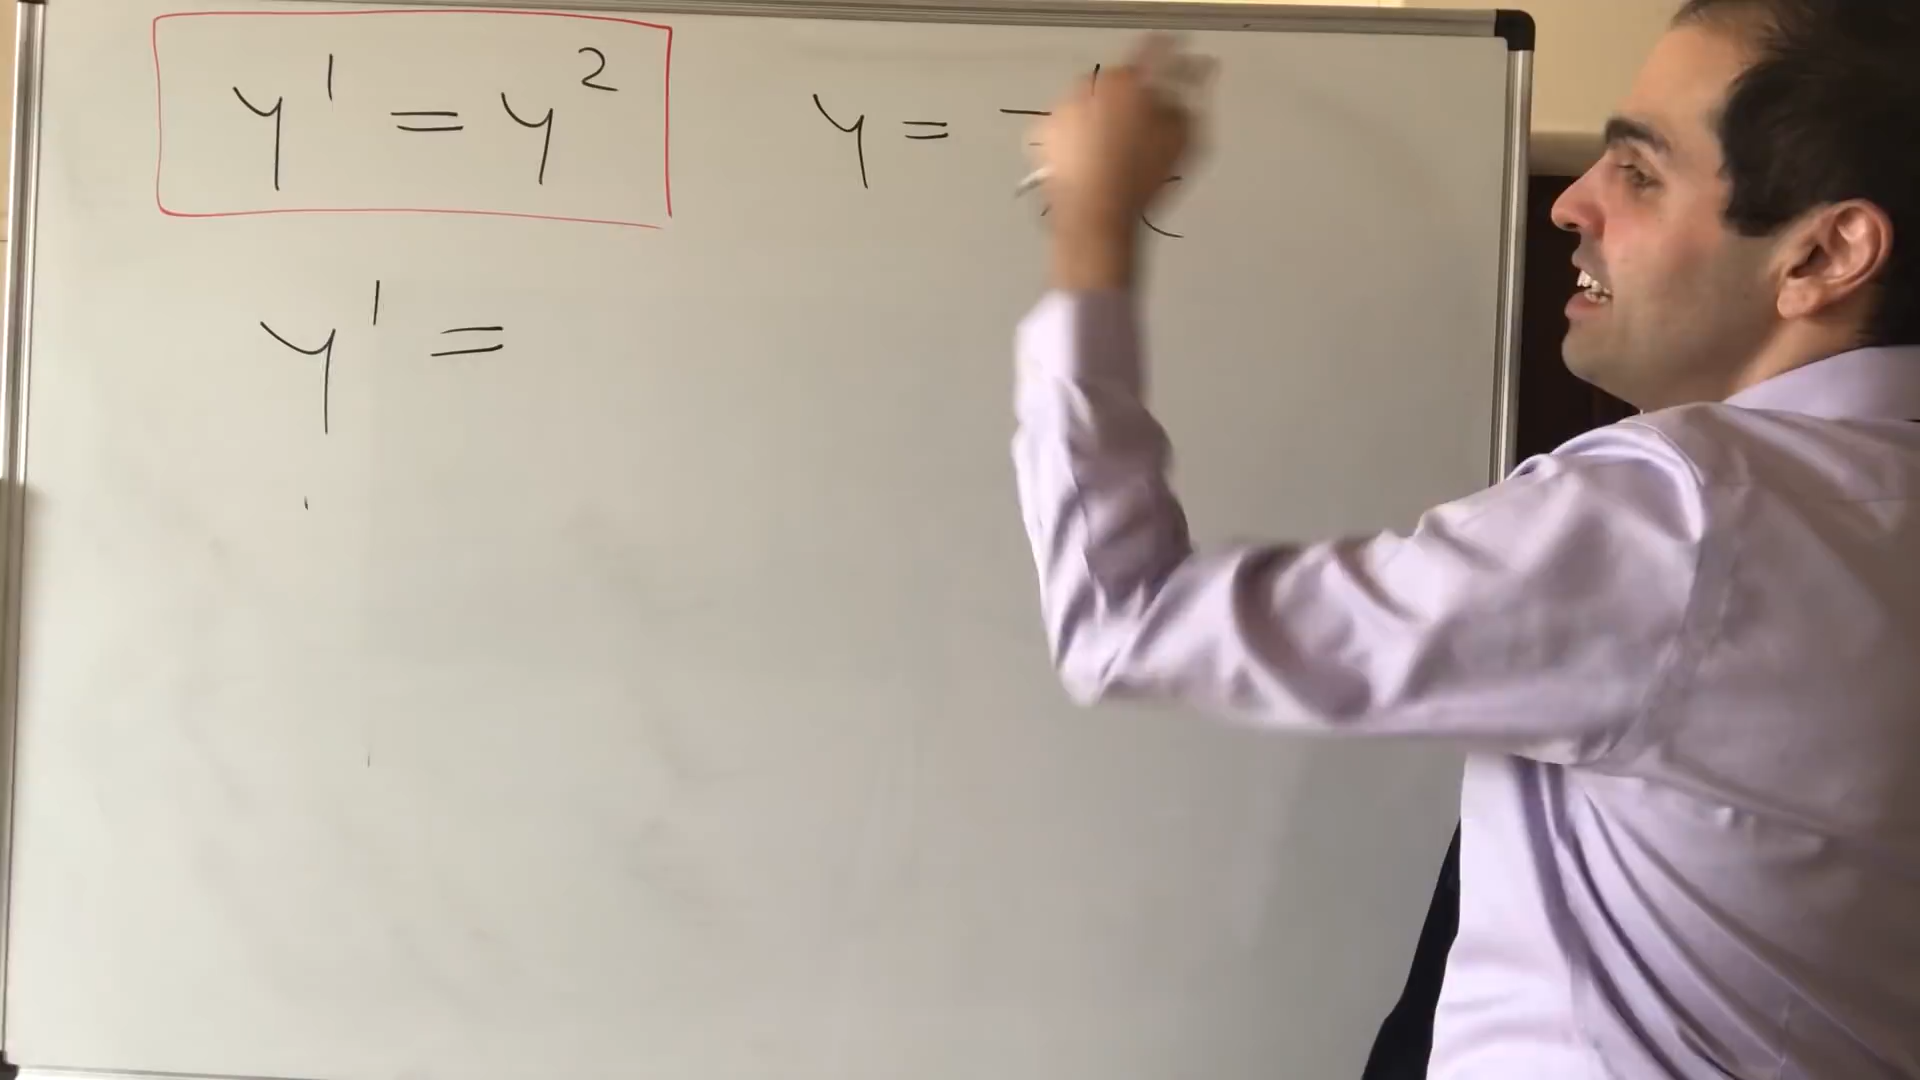 y' = y²
y = -
y' =